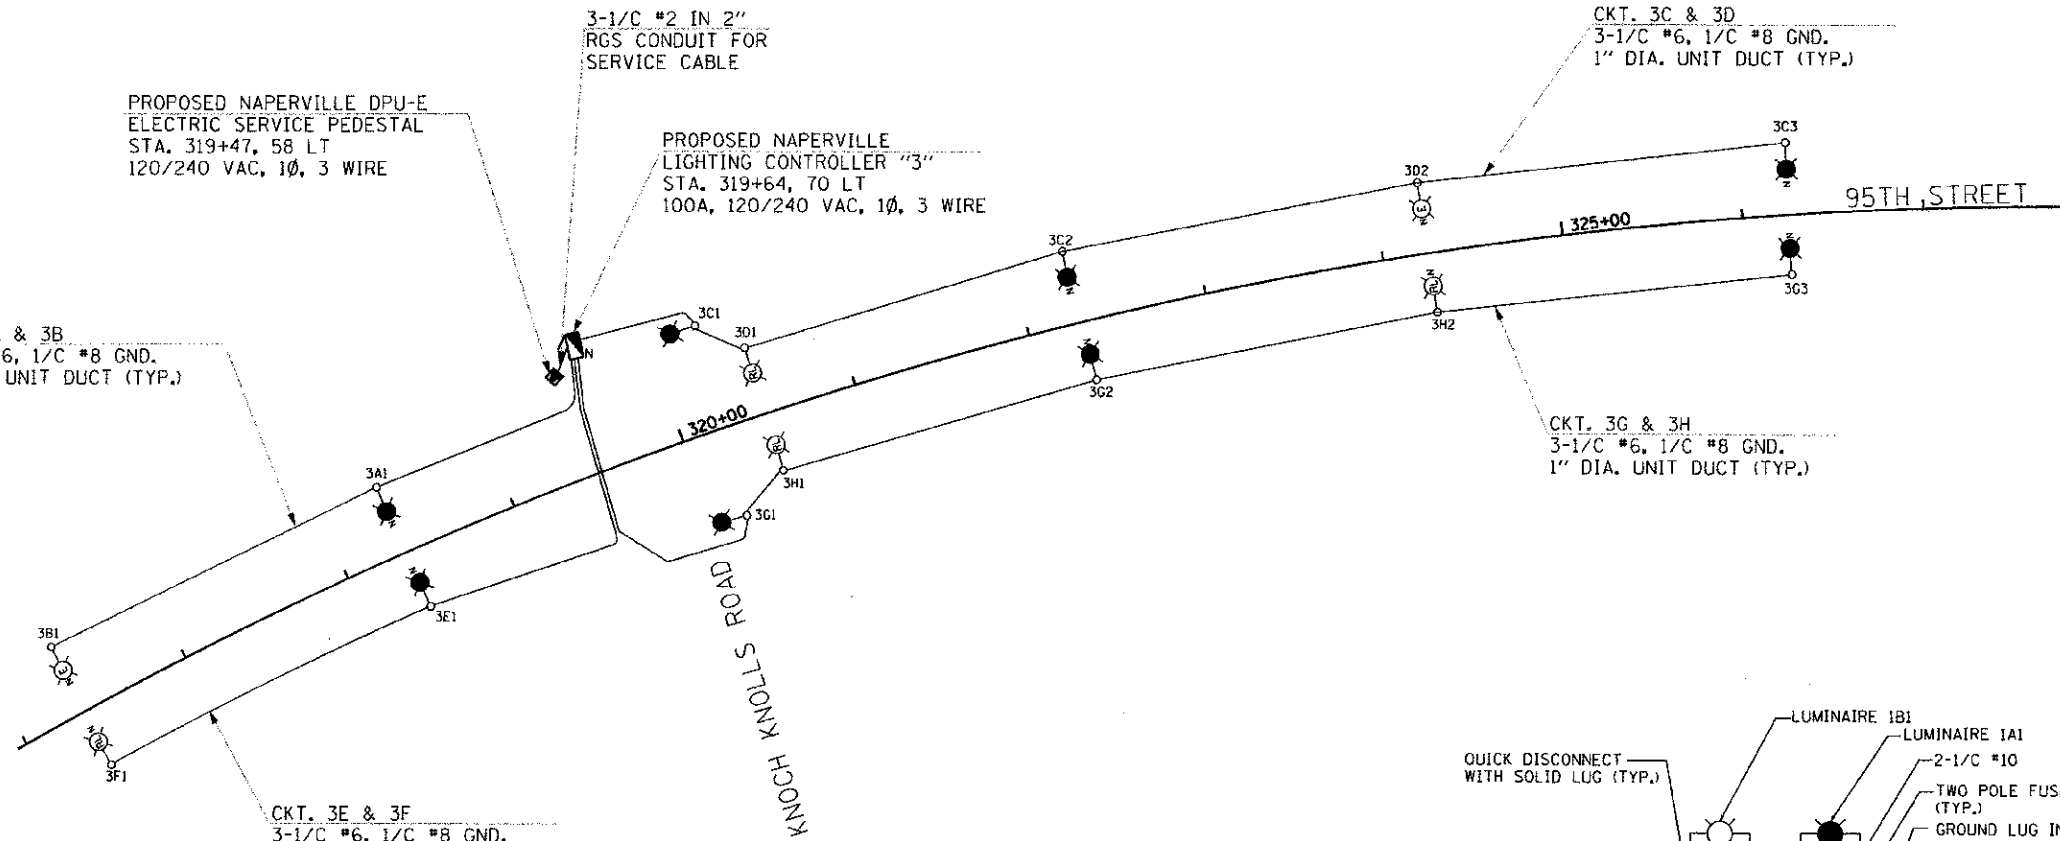 3-1/C #2 IN 2"
RGS CONDUIT FOR
SERVICE CABLE
CKT. 3C & 3D
3-1/C #6, 1/C #8 GND.
1" DIA. UNIT DUCT (TYP.)
PROPOSED NAPERVILLE DPU-E
ELECTRIC SERVICE PEDESTAL
STA. 319+47, 58 LT
120/240 VAC, 1Ø, 3 WIRE
PROPOSED NAPERVILLE
LIGHTING CONTROLLER "3"
STA. 319+64, 70 LT
100A, 120/240 VAC, 1Ø, 3 WIRE
3C3
N
3D2
E
N
95TH STREET
325+00
3C2
N
N
3G3
RL
N
3H2
3C1
3D1
RL
N
& 3B
6, 1/C #8 GND.
UNIT DUCT (TYP.)
N
3G2
320+00
CKT. 3G & 3H
3-1/C #6, 1/C #8 GND.
1" DIA. UNIT DUCT (TYP.)
RL
N
3H1
3A1
N
3G1
N
3E1
3B1
E
N
KNOCH KNOLLS ROAD
RL
N
3F1
CKT. 3E & 3F
3-1/C #6, 1/C #8 GND.
LUMINAIRE 1B1
LUMINAIRE 1A1
QUICK DISCONNECT
WITH SOLID LUG (TYP.)
2-1/C #10
TWO POLE FUS
(TYP.)
GROUND LUG IN